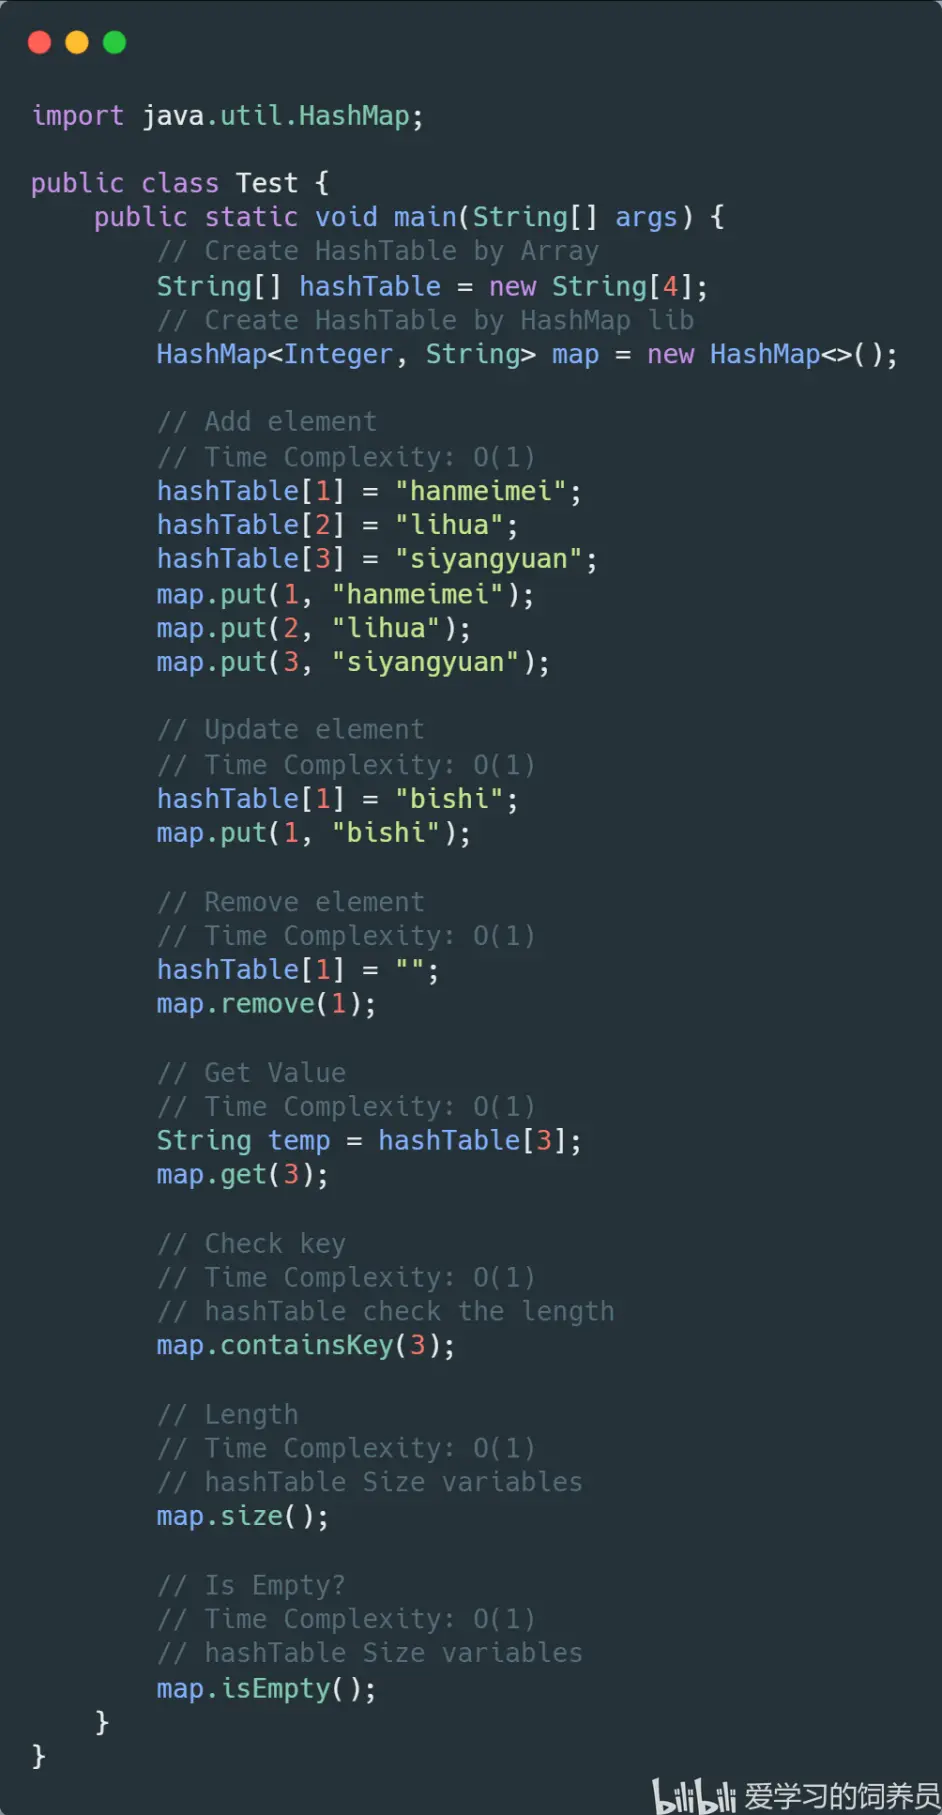 import java.util.HashMap;
public class Test {
    public static void main(String[] args) {
        // Create HashTable by Array
        String[] hashTable = new String[4];
        // Create HashTable by HashMap lib
        HashMap<Integer, String> map = new HashMap<>();

        // Add element
        // Time Complexity: O(1)
        hashTable[1] = "hanmeimei";
        hashTable[2] = "lihua";
        hashTable[3] = "siyangyuan";
        map.put(1, "hanmeimei");
        map.put(2, "lihua");
        map.put(3, "siyangyuan");

        // Update element
        // Time Complexity: O(1)
        hashTable[1] = "bishi";
        map.put(1, "bishi");

        // Remove element
        // Time Complexity: O(1)
        hashTable[1] = "";
        map.remove(1);

        // Get Value
        // Time Complexity: O(1)
        String temp = hashTable[3];
        map.get(3);

        // Check key
        // Time Complexity: O(1)
        // hashTable check the length
        map.containsKey(3);

        // Length
        // Time Complexity: O(1)
        // hashTable Size variables
        map.size();

        // Is Empty?
        // Time Complexity: O(1)
        // hashTable Size variables
        map.isEmpty();
    }
}
bilibili 爱学习的饲养员